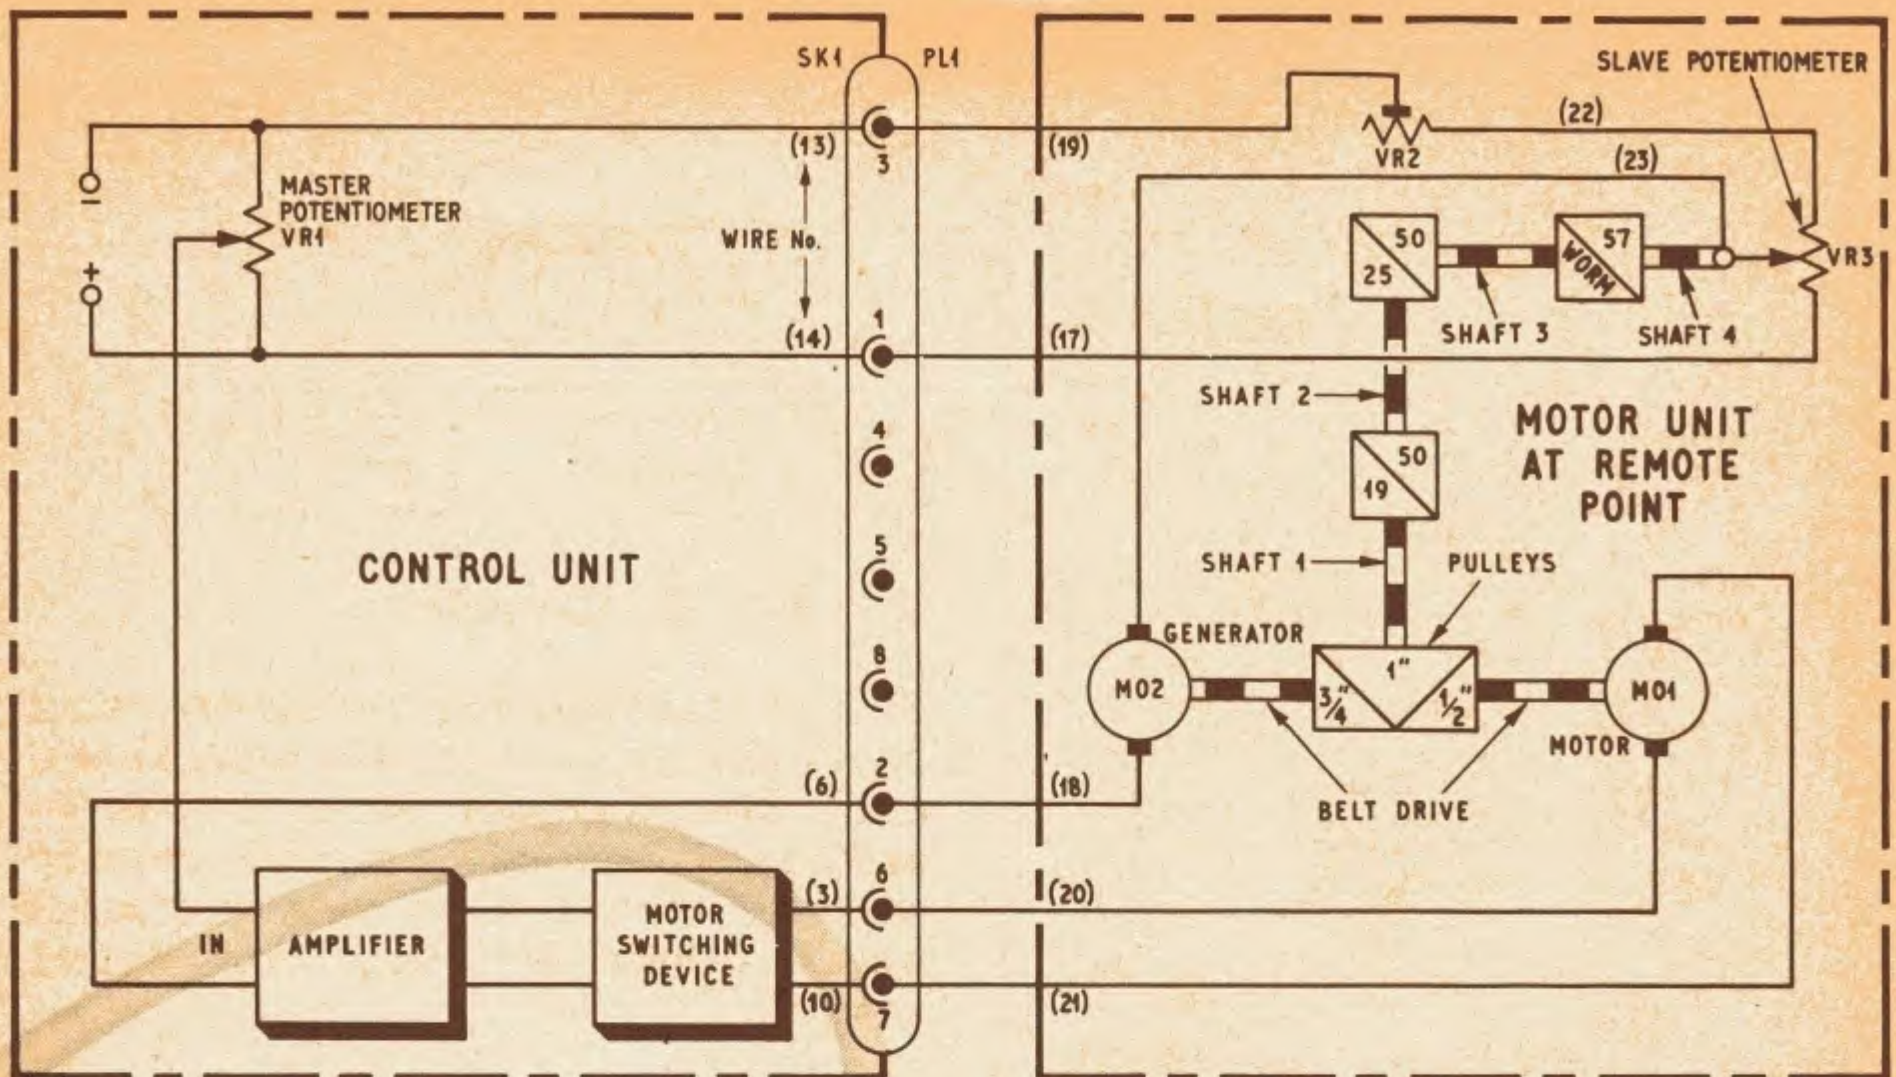 SK1
PL1
SLAVE POTENTIOMETER
(13)
3
(19)
VR2
(22)
(23)
−
+
MASTER
POTENTIOMETER
VR1
WIRE No.
50
25
SHAFT 3
57
WORM
SHAFT 4
VR3
1
(14)
(17)
SHAFT 2
4
50
19
MOTOR UNIT
AT REMOTE
POINT
CONTROL UNIT
5
SHAFT 1
PULLEYS
8
GENERATOR
M02
1"
3/4"
1/2"
M01
MOTOR
BELT DRIVE
2
(6)
(18)
IN
AMPLIFIER
MOTOR
SWITCHING
DEVICE
6
(3)
(20)
(10)
7
(21)